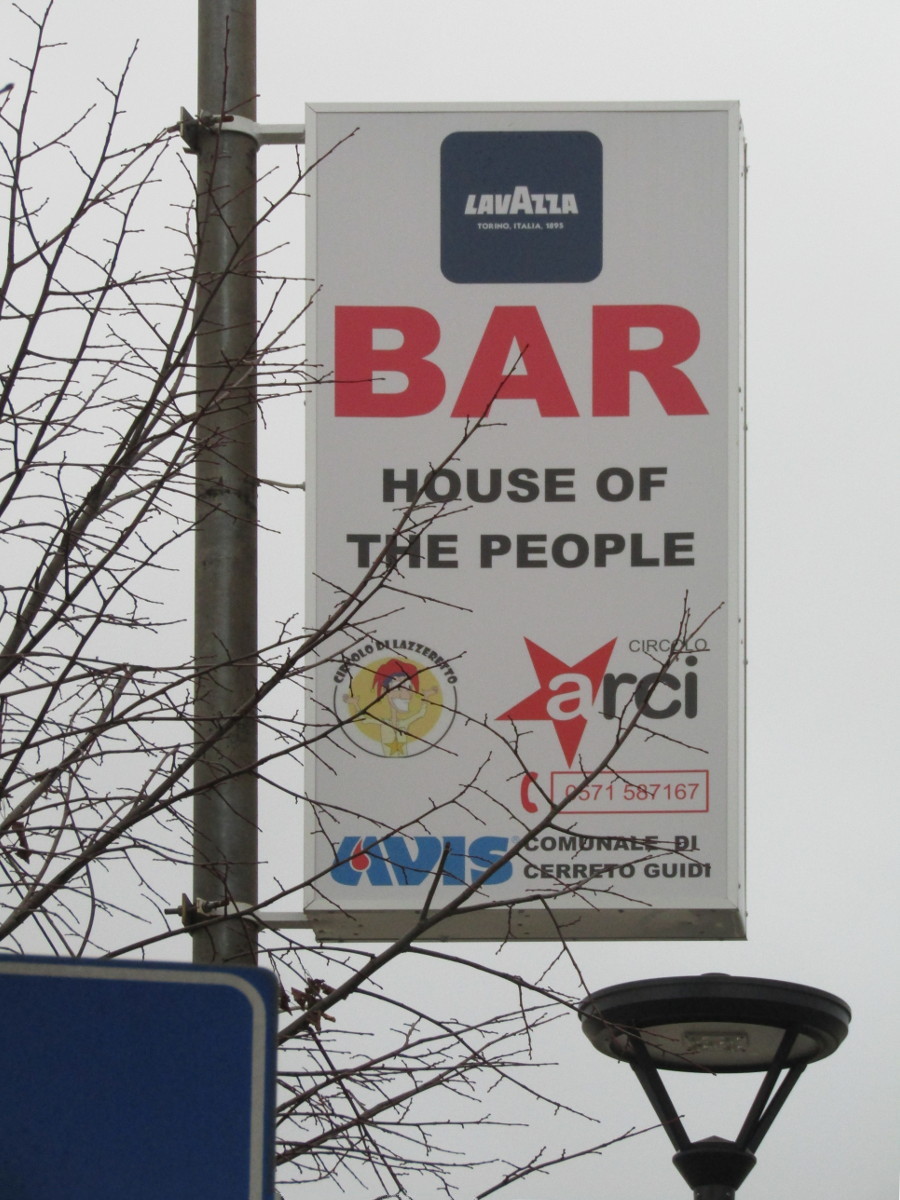 LAVAZZA
TORINO, ITALIA, 1895
BAR
HOUSE OF
THE PEOPLE
CIRCOLO DI LAZZERETTO
CIRCOLO
arci
0571 587167
AVIS
COMUNALE DI
CERRETO GUIDI